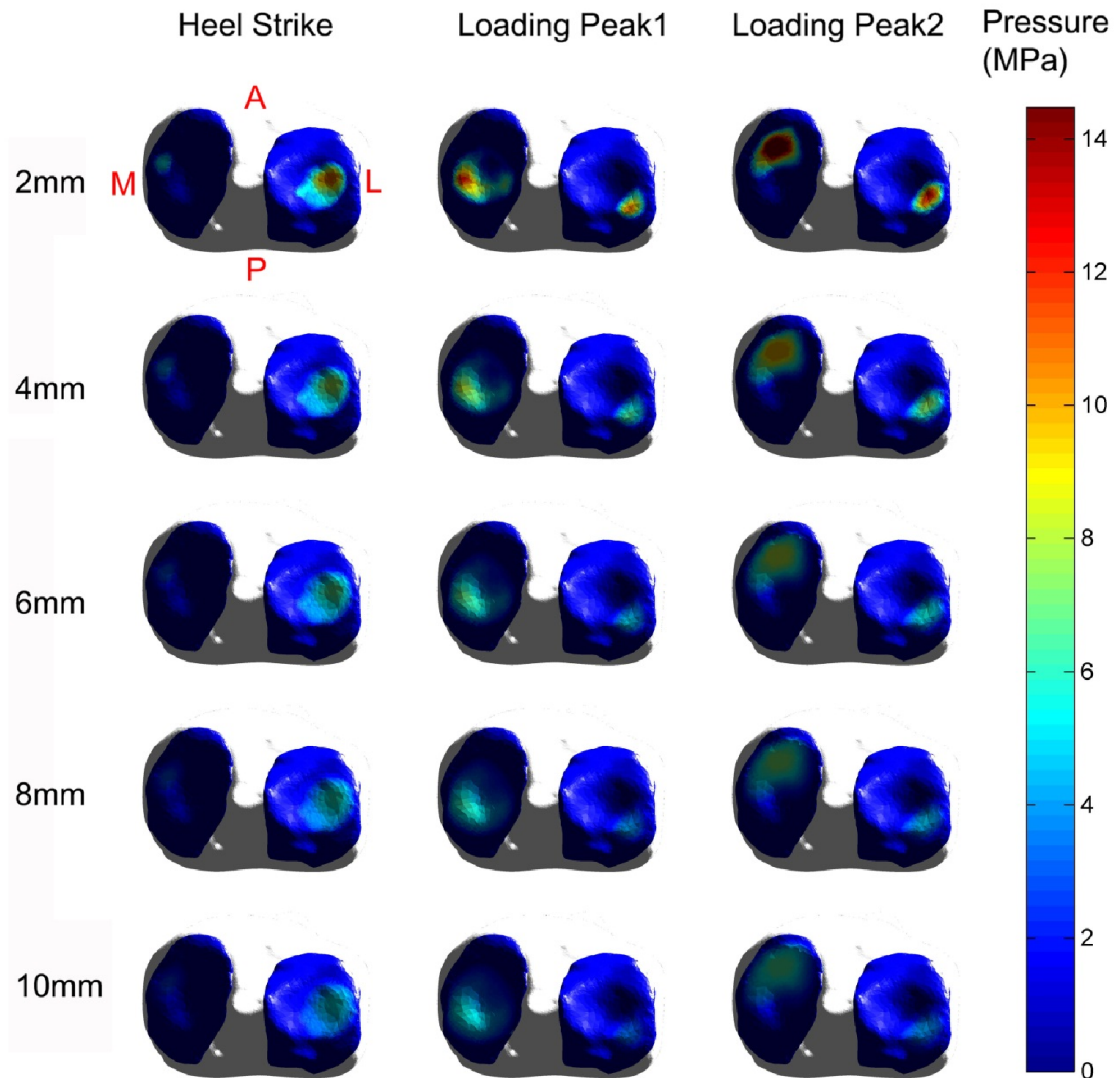 Heel Strike
Loading Peak1
Loading Peak2
Pressure
(MPa)
A
2mm
M
L
P
4mm
6mm
8mm
10mm
14
12
10
8
6
4
2
0